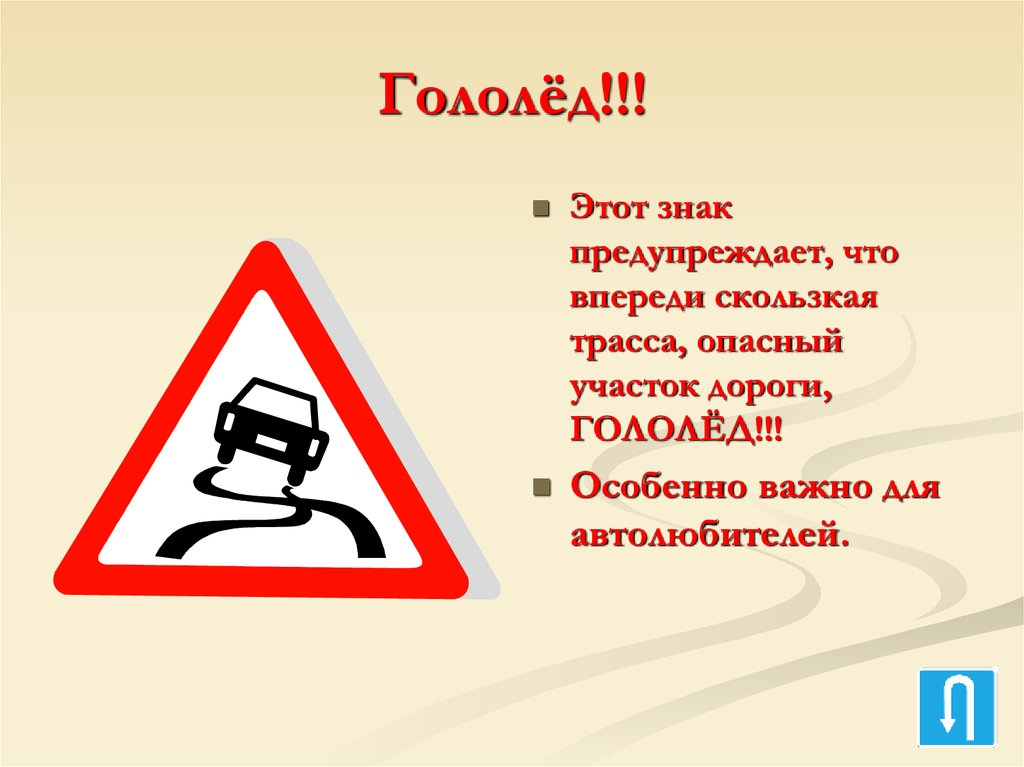 Гололёд!!!
Этот знак
предупреждает, что
впереди скользкая
трасса, опасный
участок дороги,
ГОЛОЛЁД!!!
Особенно важно для
автолюбителей.